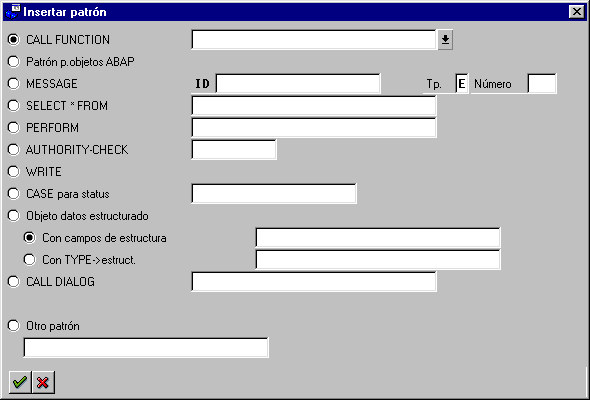 Insertar patrón
CALL FUNCTION
Patrón p.objetos ABAP
MESSAGE ID Tp. E Número
SELECT * FROM
PERFORM
AUTHORITY-CHECK
WRITE
CASE para status
Objeto datos estructurado
Con campos de estructura
Con TYPE->estruct.
CALL DIALOG
Otro patrón